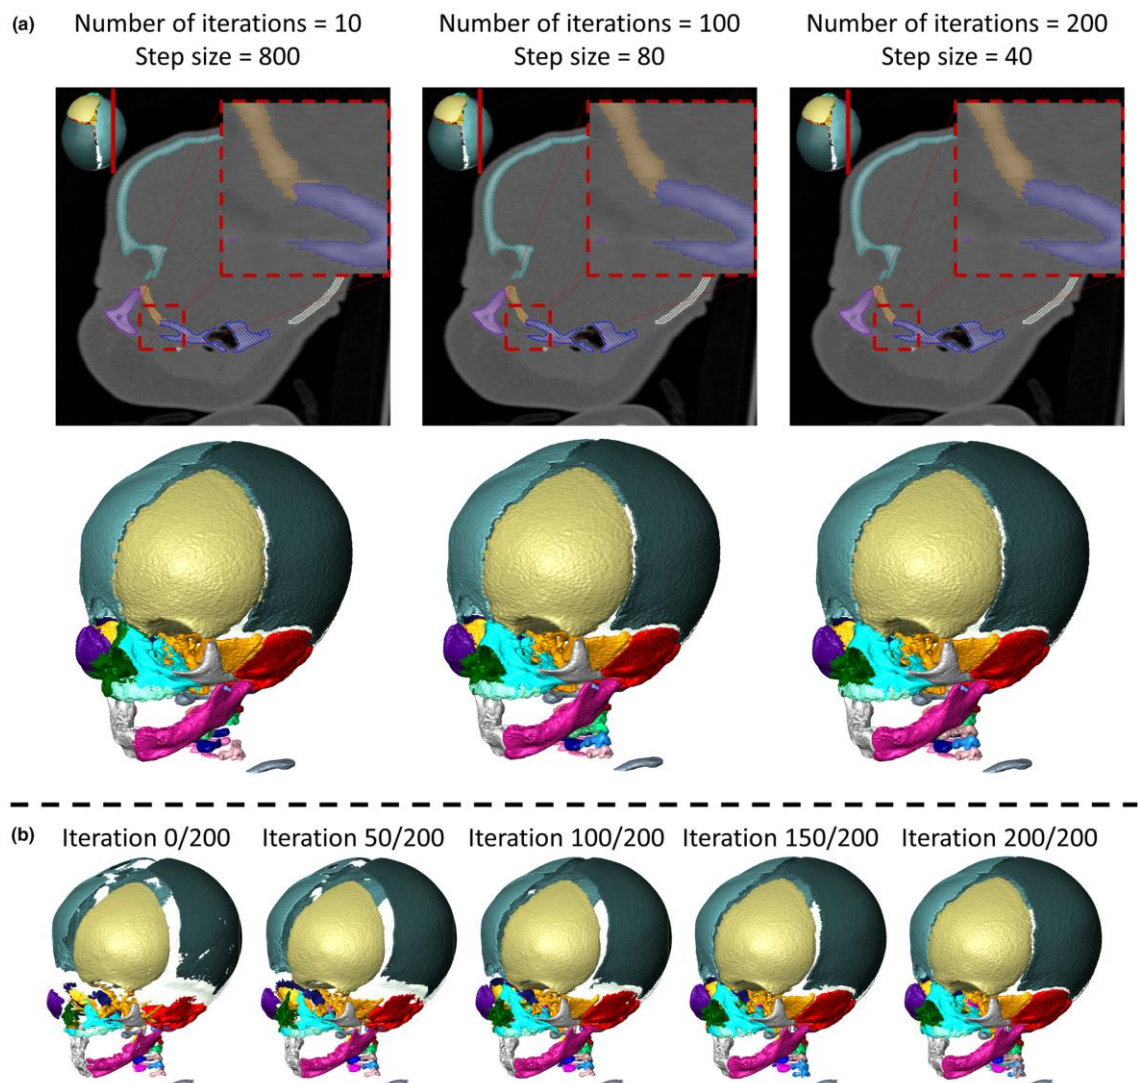 (a)
Number of iterations = 10
Step size = 800
Number of iterations = 100
Step size = 80
Number of iterations = 200
Step size = 40
(b)
Iteration 0/200
Iteration 50/200
Iteration 100/200
Iteration 150/200
Iteration 200/200